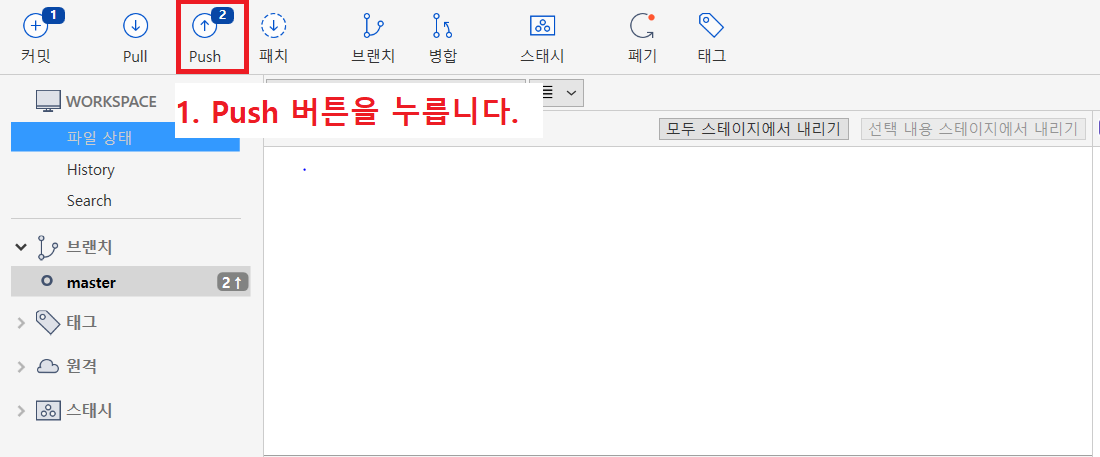 1
2
커밋
Pull
Push
패치
브랜치
병합
스태시
폐기
태그
WORKSPACE
1. Push 버튼을 누릅니다.
파일 상태
모두 스테이지에서 내리기
선택 내용 스테이지에서 내리기
History
Search
브랜치
master
2↑
태그
원격
스태시